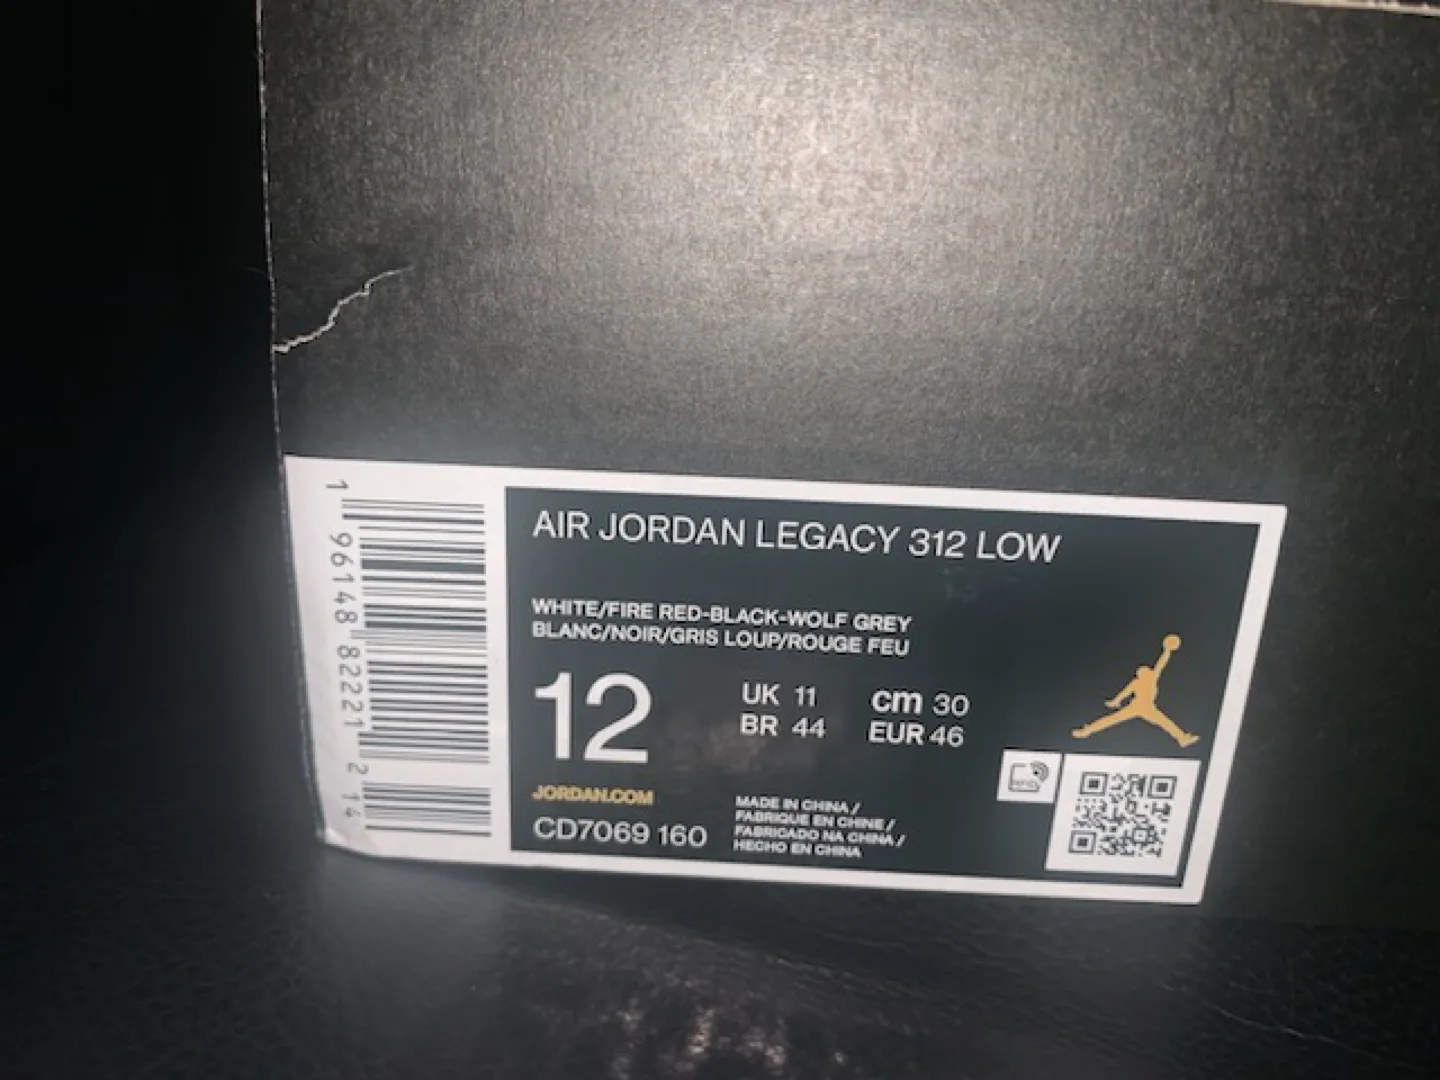 AIR JORDAN LEGACY 312 LOW
WHITE/FIRE RED-BLACK-WOLF GREY
BLANC/NOIR/GRIS LOUP/ROUGE FEU
12
UK 11
cm 30
BR 44
EUR 46
JORDAN.COM
CD7069 160
MADE IN CHINA /
FABRIQUE EN CHINE /
FABRICADO NA CHINA /
HECHO EN CHINA
RFID
1 96148 82221 2 14